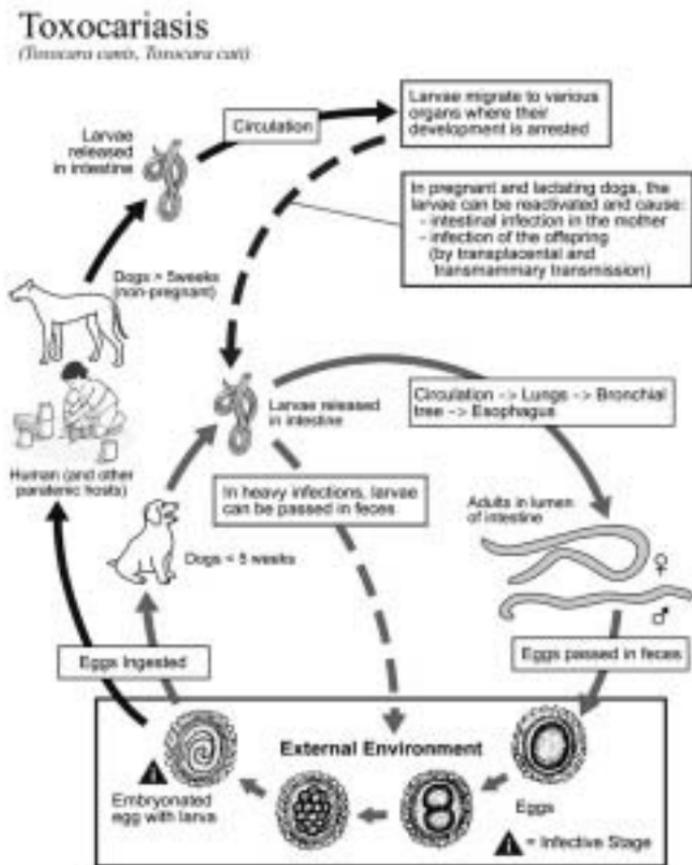 Toxocariasis
(Toxocara canis, Toxocara cati)
Larvae
released
in intestine
Circulation
Larvae migrate to various
organs where their
development is arrested
In pregnant and lactating dogs, the
larvae can be reactivated and cause:
- intestinal infection in the mother
- infection of the offspring
(by transplacental and
transmammary transmission)
Dogs > 5weeks
(non-pregnant)
Human (and other
paratenic hosts)
Larvae released
in intestine
Circulation -> Lungs -> Bronchial
tree -> Esophagus
In heavy infections, larvae
can be passed in feces
Adults in lumen
of intestine
♀
♂
Dogs < 5 weeks
Eggs Ingested
Eggs passed in feces
External Environment
i
Embryonated
egg with larva
Eggs
i = Infective Stage